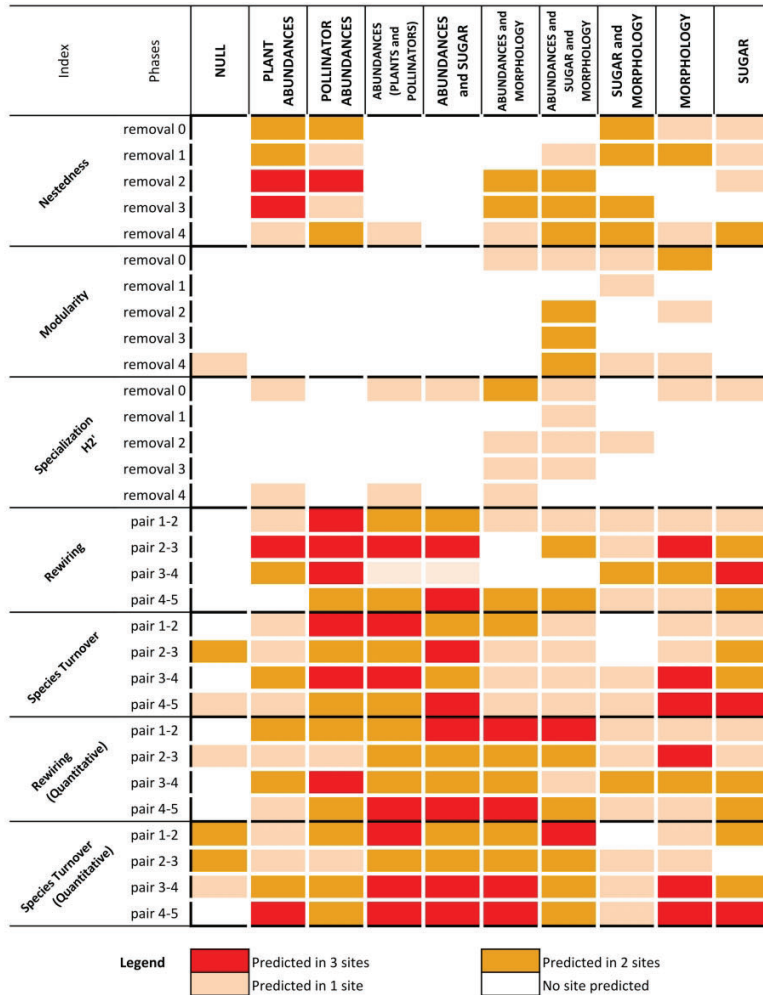 Index
Phases
NULL
PLANT
ABUNDANCES
POLLINATOR
ABUNDANCES
ABUNDANCES
(PLANTS and
POLLINATORS)
ABUNDANCES
and SUGAR
ABUNDANCES and
MORPHOLOGY
ABUNDANCES and
SUGAR and
MORPHOLOGY
SUGAR and
MORPHOLOGY
MORPHOLOGY
SUGAR
Nestedness
removal 0
removal 1
removal 2
removal 3
removal 4
Modularity
removal 0
removal 1
removal 2
removal 3
removal 4
Specialization
H2'
removal 0
removal 1
removal 2
removal 3
removal 4
Rewiring
pair 1-2
pair 2-3
pair 3-4
pair 4-5
Species Turnover
pair 1-2
pair 2-3
pair 3-4
pair 4-5
Rewiring
(Quantitative)
pair 1-2
pair 2-3
pair 3-4
pair 4-5
Species Turnover
(Quantitative)
pair 1-2
pair 2-3
pair 3-4
pair 4-5
Legend
Predicted in 3 sites
Predicted in 2 sites
Predicted in 1 site
No site predicted